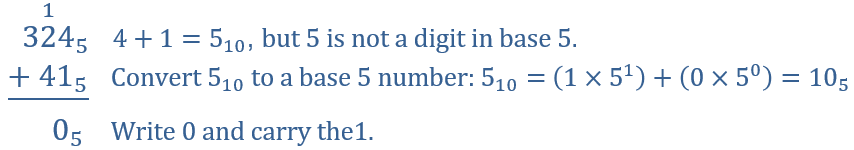 1
324₅ 4 + 1 = 5₁₀, but 5 is not a digit in base 5.
+ 41₅ Convert 5₁₀ to a base 5 number: 5₁₀ = (1 × 5¹) + (0 × 5⁰) = 10₅
0₅ Write 0 and carry the1.